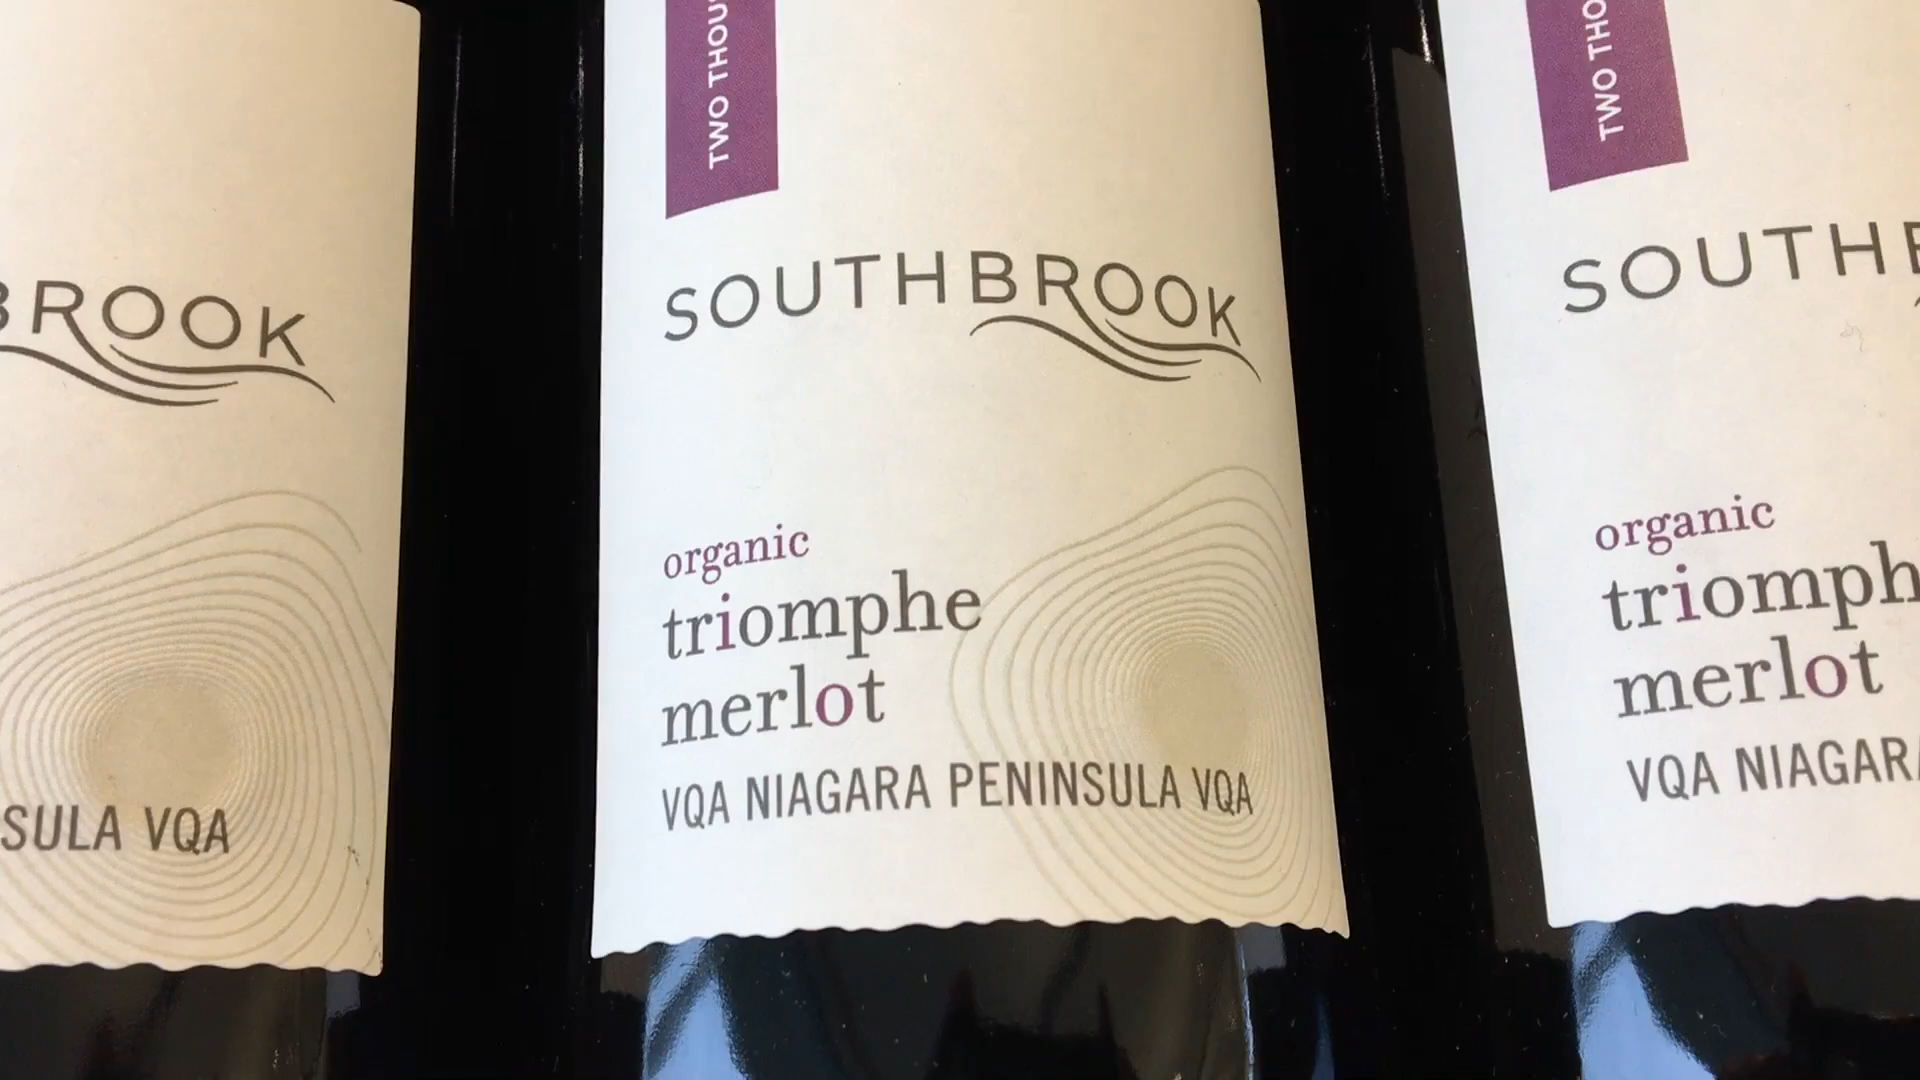 BROOK
SULA VQA
TWO THOU
SOUTHBROOK
organic
triomphe
merlot
VQA NIAGARA PENINSULA VQA
TWO THO
SOUTHB
organic
triomph
merlot
VQA NIAGARA